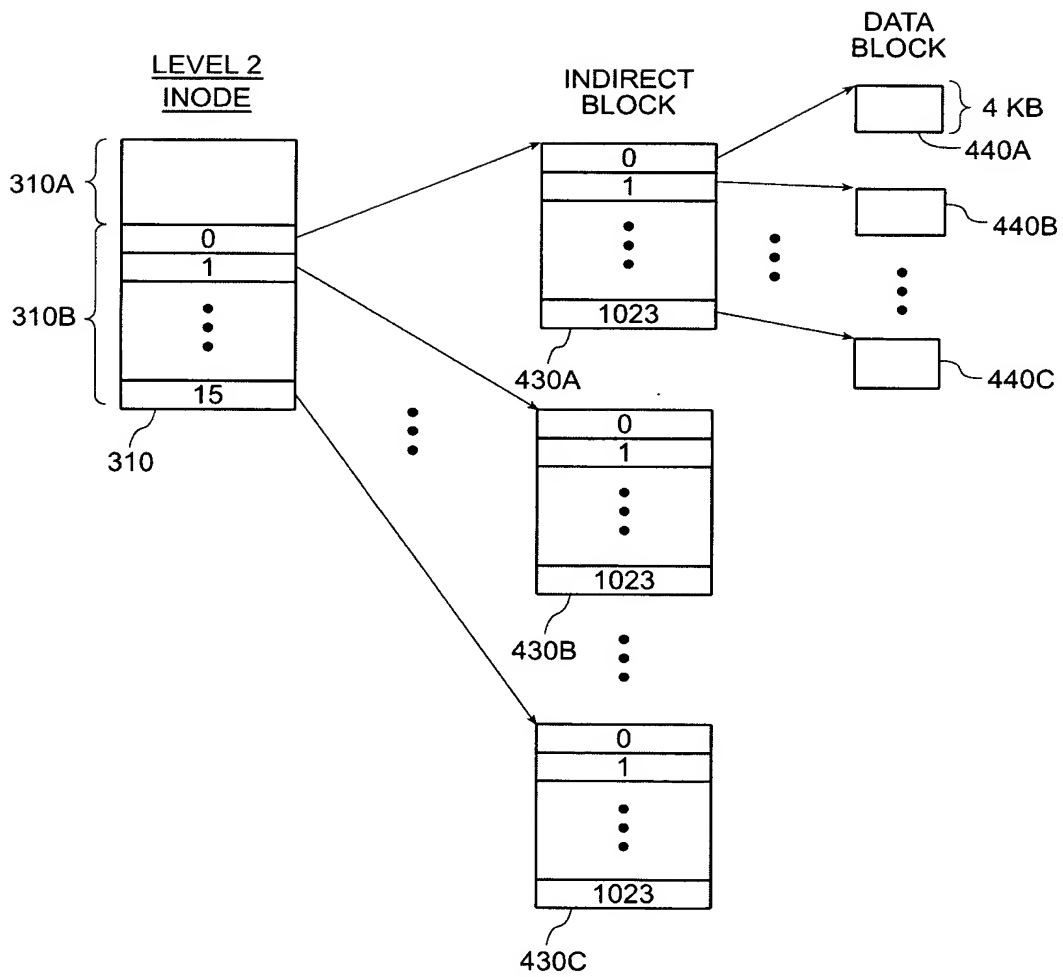 LEVEL 2
INODE
310A
0
1
310B
15
310
INDIRECT
BLOCK
0
1
1023
430A
0
1
1023
430B
0
1
1023
430C
DATA
BLOCK
4 KB
440A
440B
440C